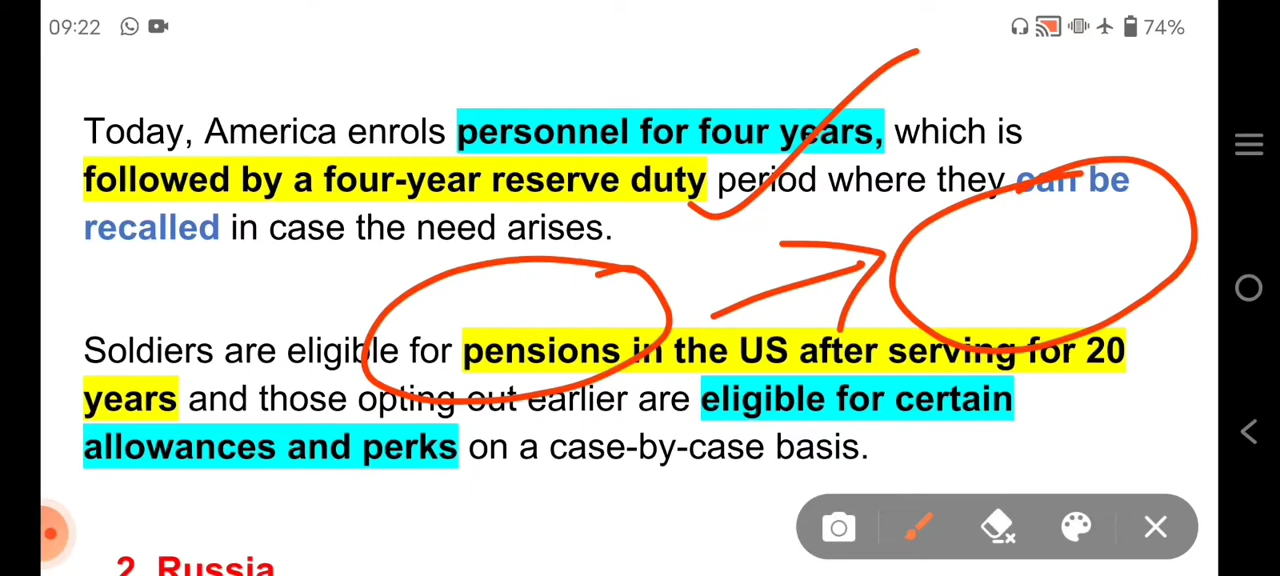 09:22 74%
Today, America enrols personnel for four years, which is
followed by a four-year reserve duty period where they can be
recalled in case the need arises.
Soldiers are eligible for pensions in the US after serving for 20
years and those opting out earlier are eligible for certain
allowances and perks on a case-by-case basis.
2. Russia